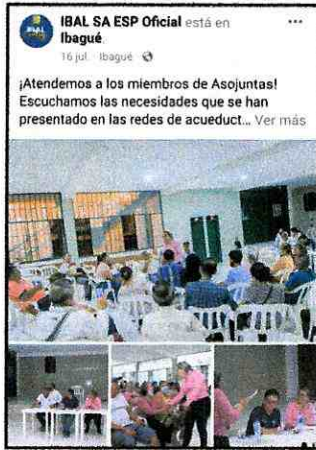 IBAL
IBAL SA ESP Oficial está en
Ibagué.
16 jul. · Ibagué ·
¡Atendemos a los miembros de Asojuntas!
Escuchamos las necesidades que se han
presentado en las redes de acueduct... Ver más